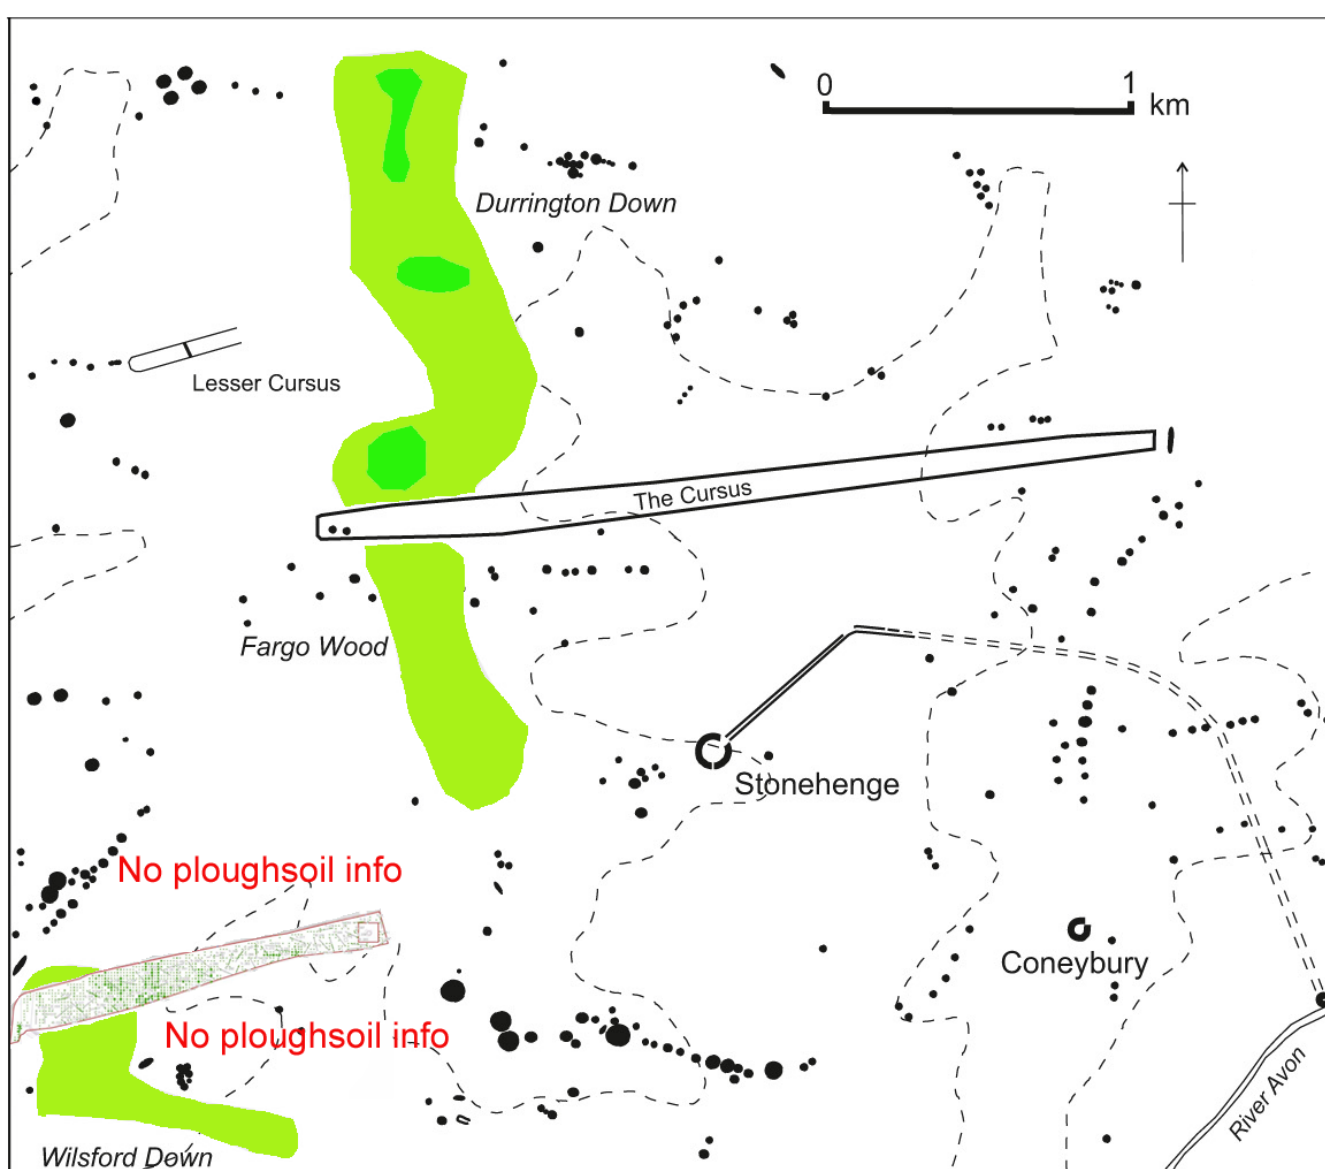 0 1
km
Durrington Down
Lesser Cursus
The Cursus
Fargo Wood
Stonehenge
No ploughsoil info
Coneybury
No ploughsoil info
River Avon
Wilsford Down